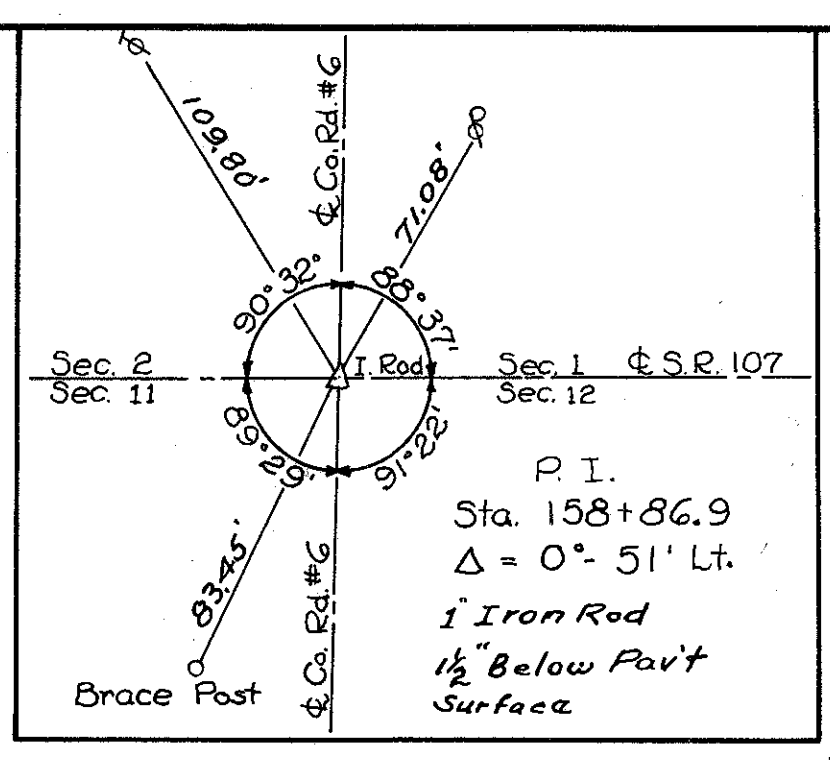 109.80'
℄ Co. Rd. #6
71.08'
90°32'
88°37'
Sec. 2
I. Rod
Sec. 1 ℄ S.R. 107
Sec. 11
Sec. 12
89°29'
91°22'
P. I.
Sta. 158+86.9
Δ = 0°- 51' Lt.
83.45'
℄ Co. Rd. #6
1" Iron Rod
1½" Below Pav't
Surface
Brace Post